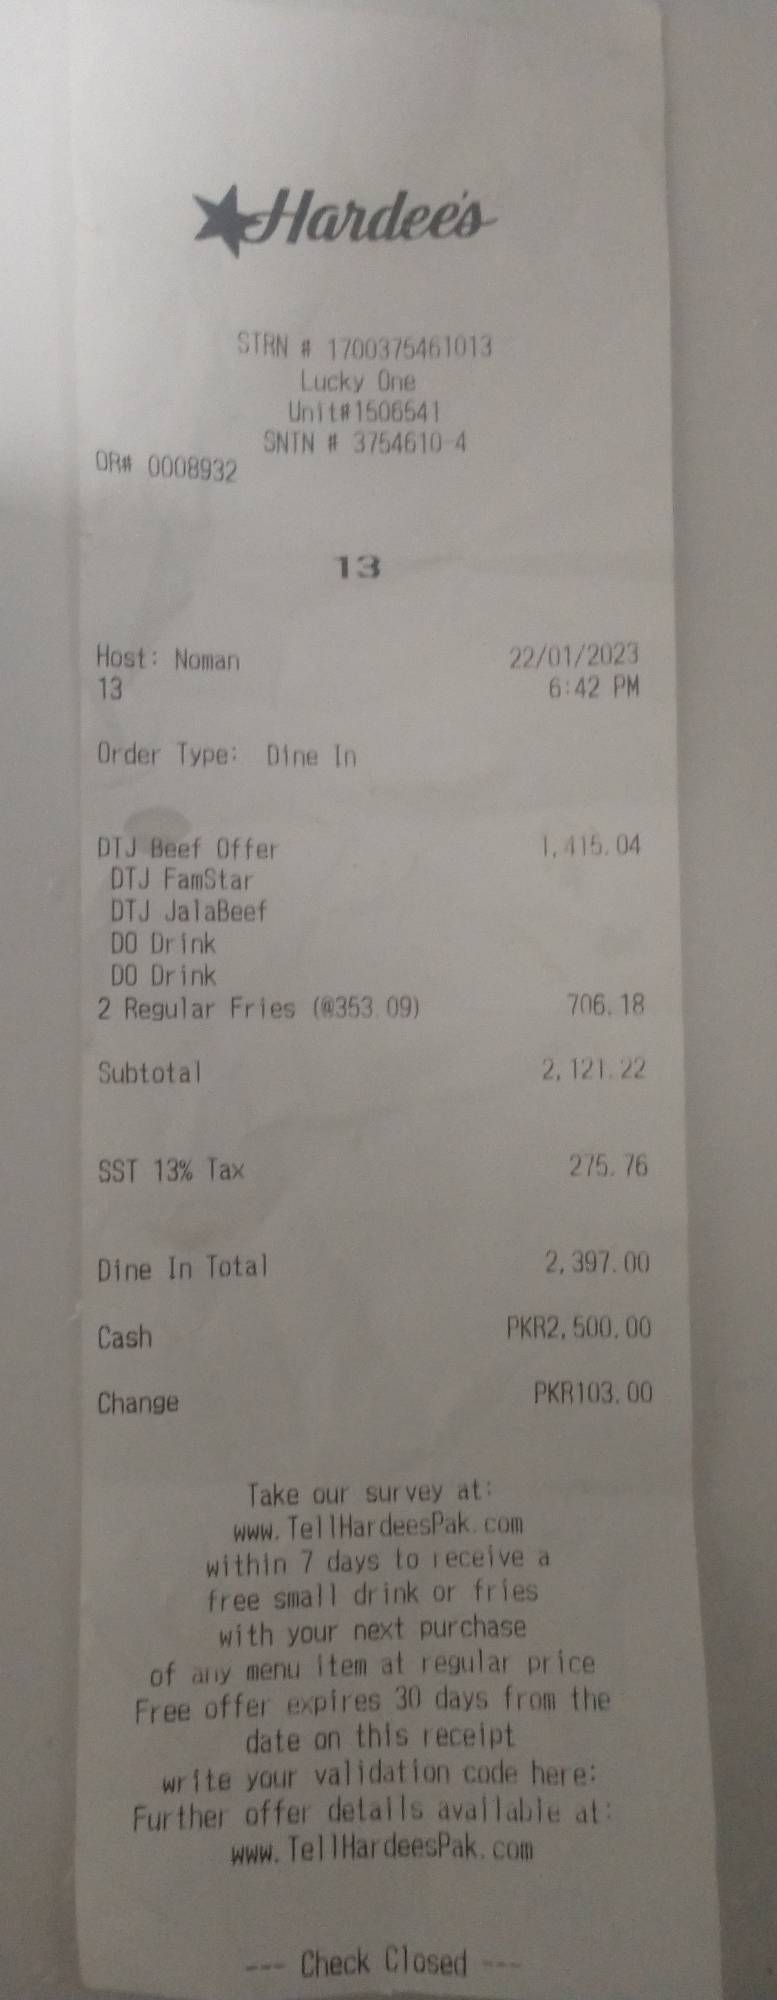 Hardee's
STRN # 1700375461013
Lucky One
Unit#1506541
SNTN # 3754610-4
OR# 0008932
13
Host: Noman 22/01/2023
13 6:42 PM
Order Type: Dine In
DTJ Beef Offer 1,415.04
DTJ FamStar
DTJ JalaBeef
DO Drink
DO Drink
2 Regular Fries (@353.09) 706.18
Subtotal 2,121.22
SST 13% Tax 275.76
Dine In Total 2,397.00
Cash PKR2,500.00
Change PKR103.00
Take our survey at:
www.TellHardeesPak.com
within 7 days to receive a
free small drink or fries
with your next purchase
of any menu item at regular price
Free offer expires 30 days from the
date on this receipt
write your validation code here:
Further offer details available at:
www.TellHardeesPak.com
--- Check Closed ---